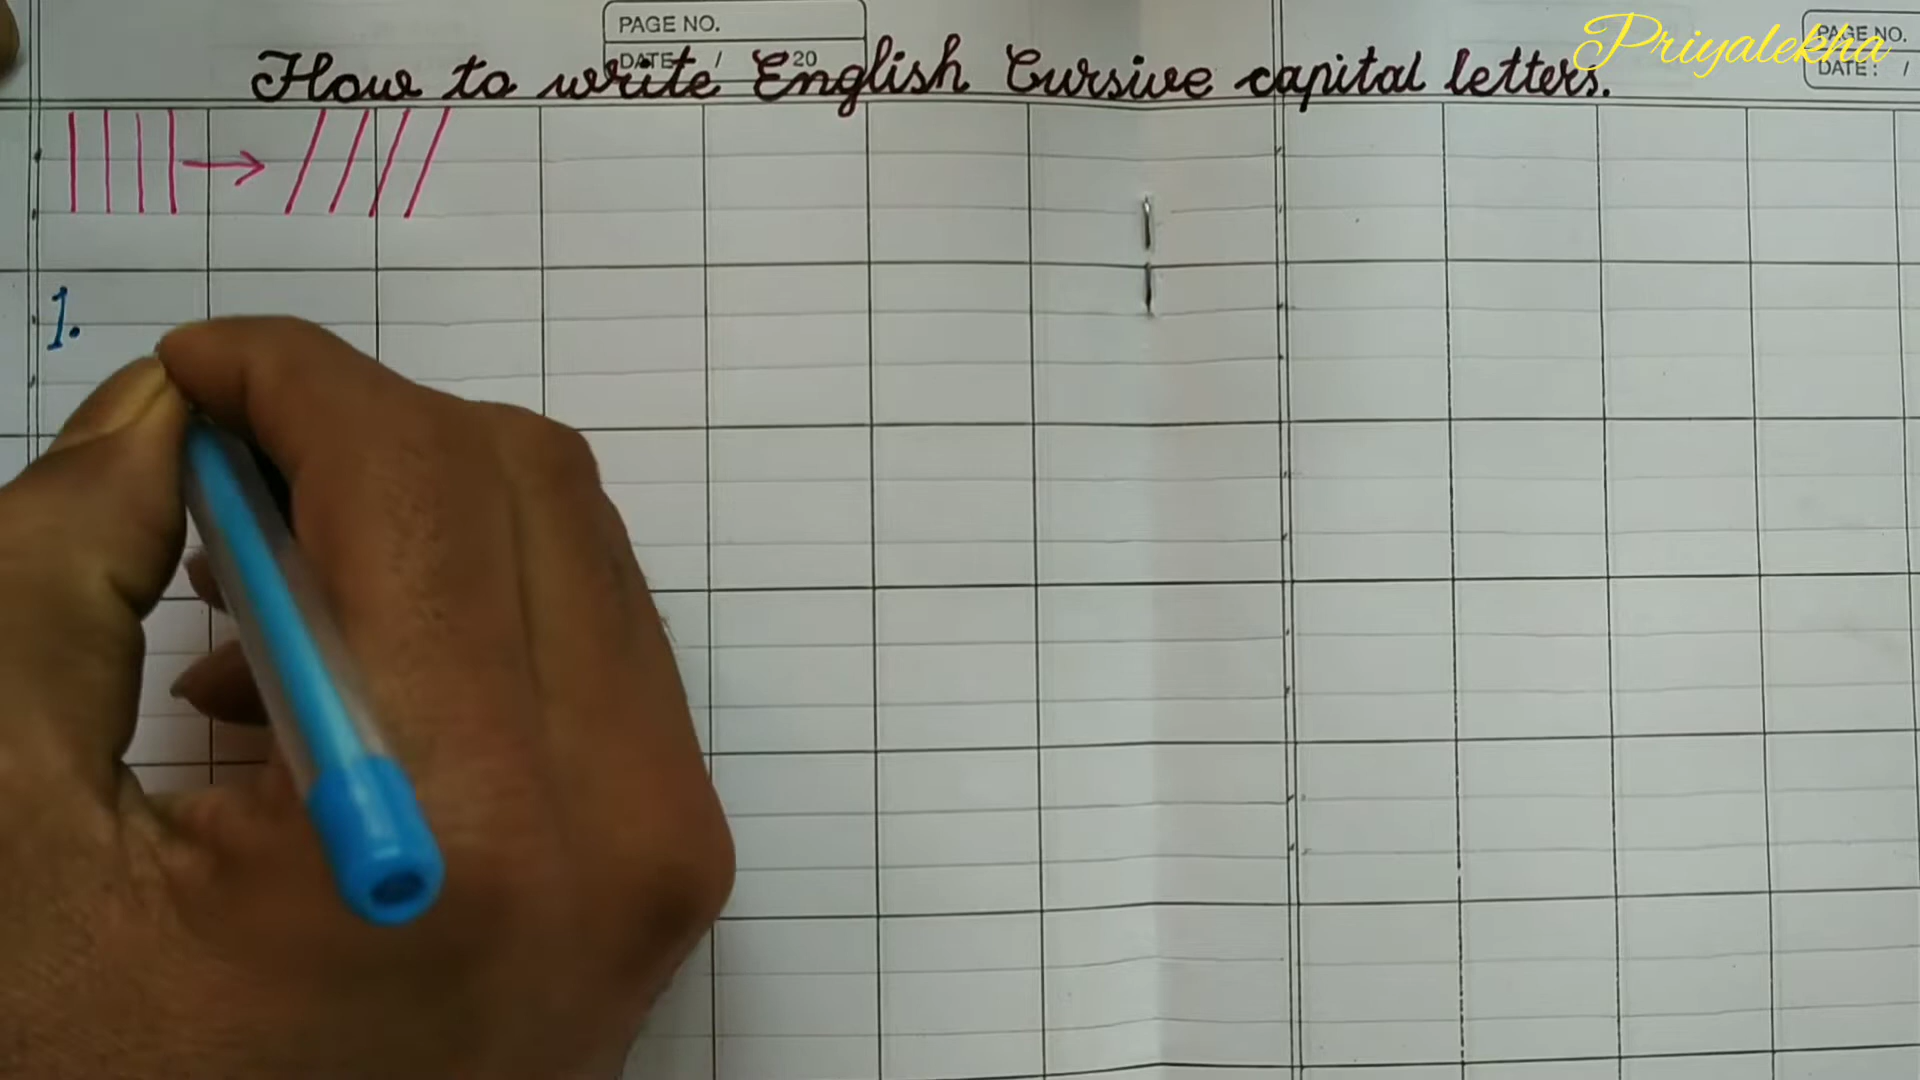 PAGE NO.
DATE / 20
How to write English Cursive capital letters.
Priyalekha
PAGE NO.
DATE: /
1.